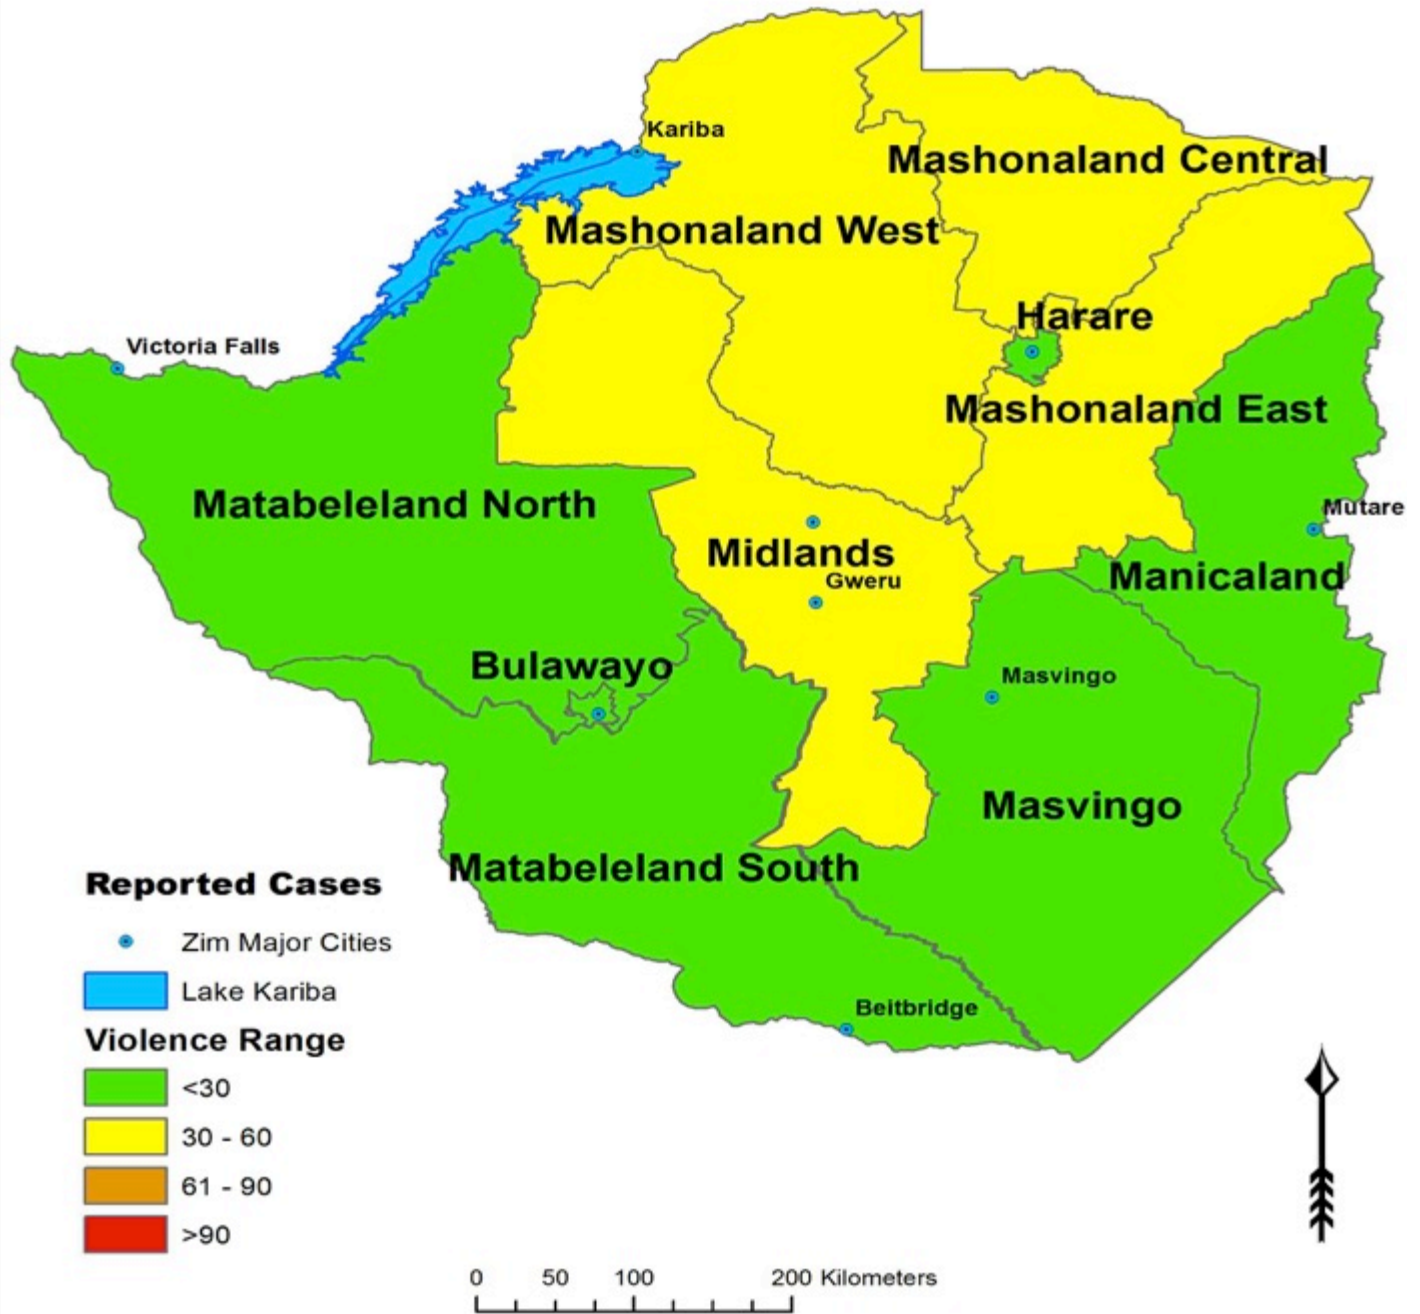 Kariba
Mashonaland Central
Mashonaland West
Harare
Victoria Falls
Mashonaland East
Matabeleland North
Mutare
Midlands
Gweru
Manicaland
Bulawayo
Masvingo
Masvingo
Matabeleland South
Beitbridge
Reported Cases
Zim Major Cities
Lake Kariba
Violence Range
<30
30 - 60
61 - 90
>90
0 50 100 200 Kilometers